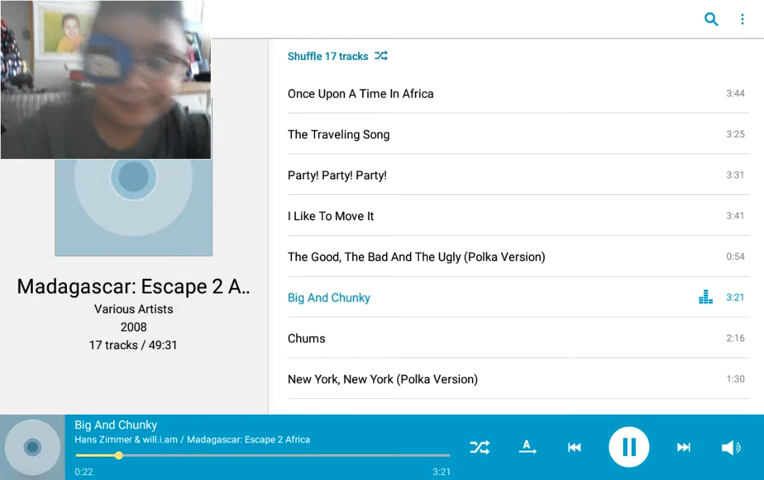 Shuffle 17 tracks
Once Upon A Time In Africa 3:44
The Traveling Song 3:25
Party! Party! Party! 3:31
I Like To Move It 3:41
The Good, The Bad And The Ugly (Polka Version) 0:54
Big And Chunky 3:21
Chums 2:16
New York, New York (Polka Version) 1:30
Madagascar: Escape 2 A..
Various Artists
2008
17 tracks / 49:31
Big And Chunky
Hans Zimmer & will.i.am / Madagascar: Escape 2 Africa
0:22 3:21
A